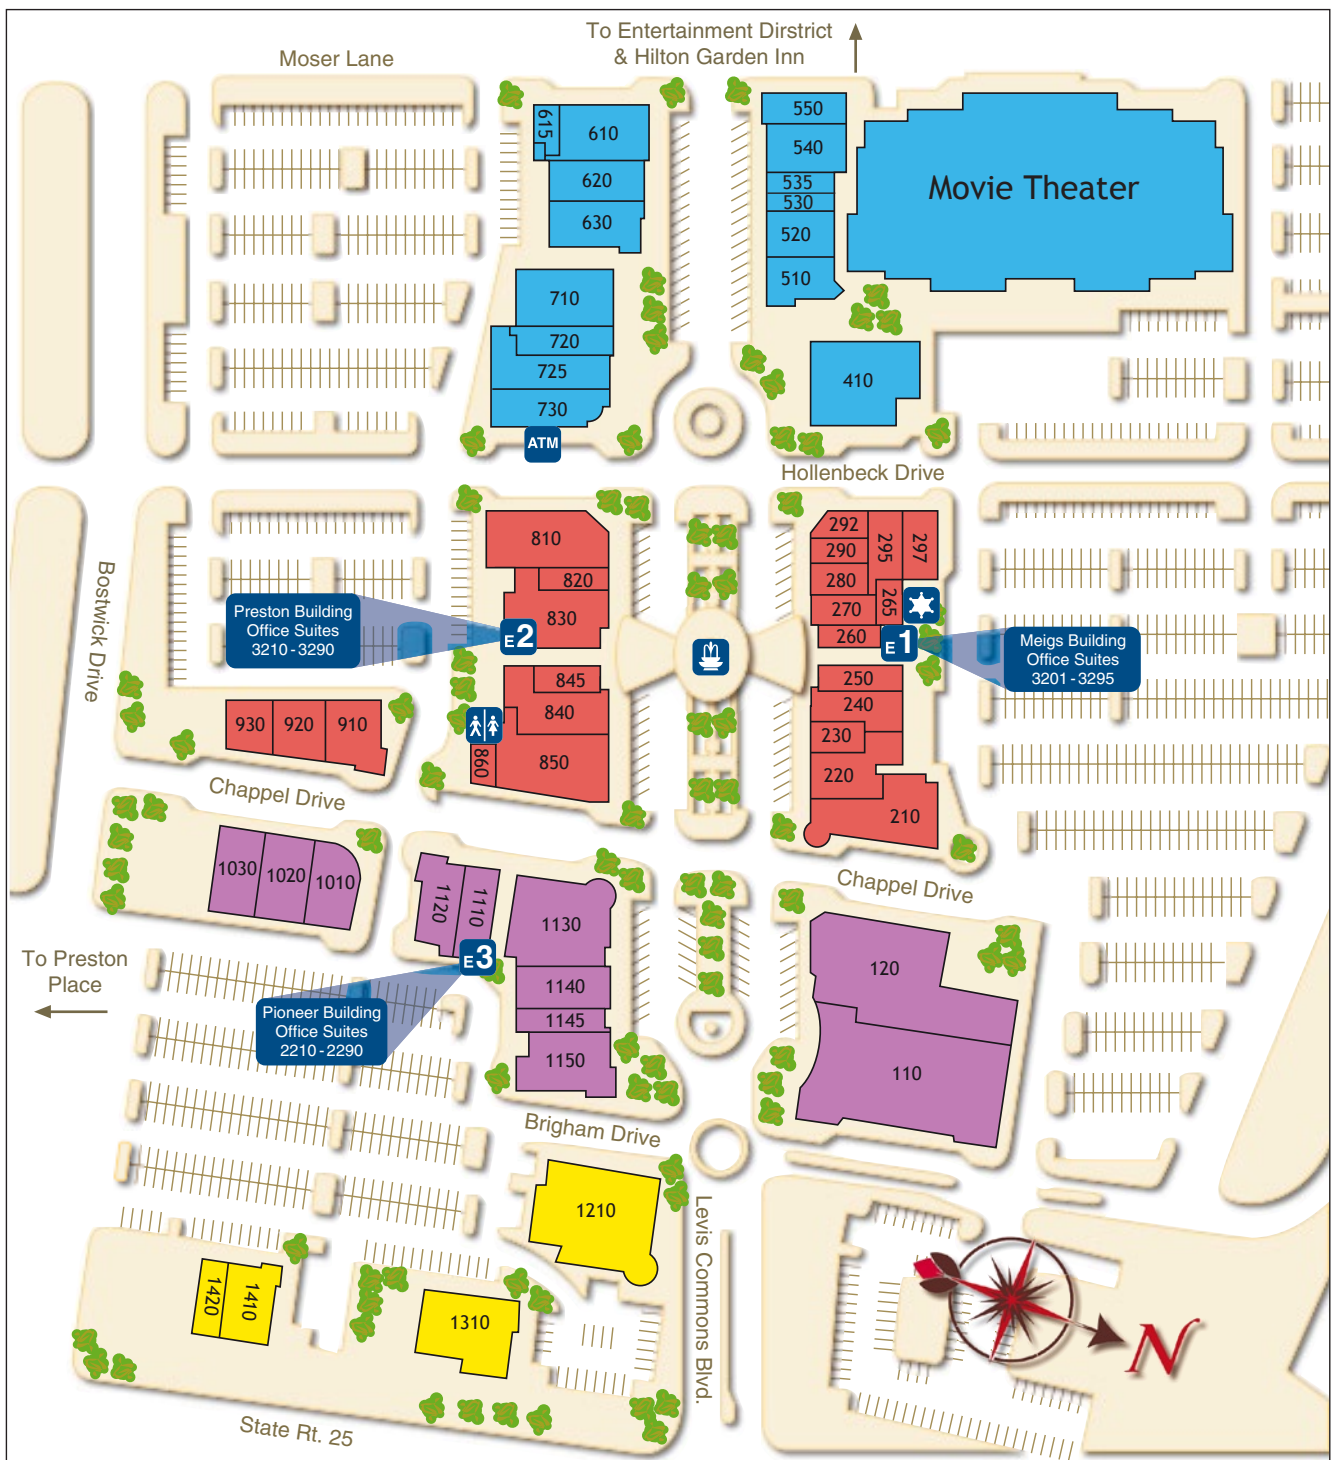 To Entertainment Dirstrict
& Hilton Garden Inn
Moser Lane
615
610
620
630
550
540
535
530
520
510
Movie Theater
710
720
725
730
ATM
410
Hollenbeck Drive
Bostwick Drive
810
820
830
Preston Building
Office Suites
3210 - 3290
E 2
292
290
280
270
260
295
297
265
E 1
Meigs Building
Office Suites
3201 - 3295
845
840
850
860
250
240
230
220
210
930
920
910
Chappel Drive
Chappel Drive
1030
1020
1010
1120
1110
1130
1140
1145
1150
E 3
To Preston
Place
Pioneer Building
Office Suites
2210 - 2290
120
110
Brigham Drive
Levis Commons Blvd.
1210
1420
1410
1310
N
State Rt. 25